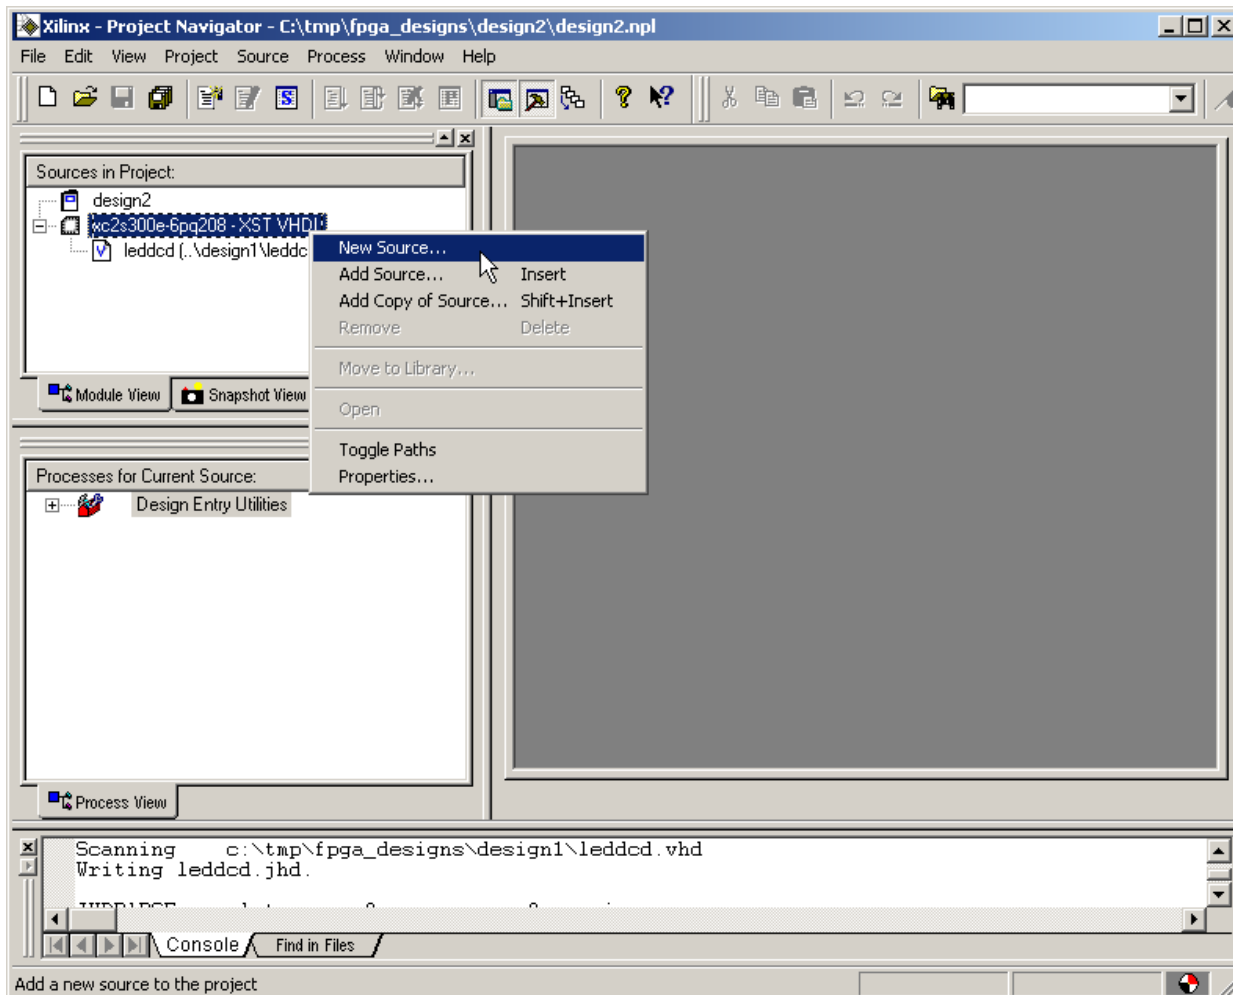 Xilinx - Project Navigator - C:\tmp\fpga_designs\design2\design2.npl
File Edit View Project Source Process Window Help
Sources in Project:
design2
xc2s300e-6pq208 - XST VHDL
leddcd (..\design1\leddc
New Source...
Add Source... Insert
Add Copy of Source... Shift+Insert
Remove Delete
Move to Library...
Open
Toggle Paths
Properties...
Module View Snapshot View
Processes for Current Source:
Design Entry Utilities
Process View
Scanning c:\tmp\fpga_designs\design1\leddcd.vhd
Writing leddcd.jhd.
Console Find in Files
Add a new source to the project